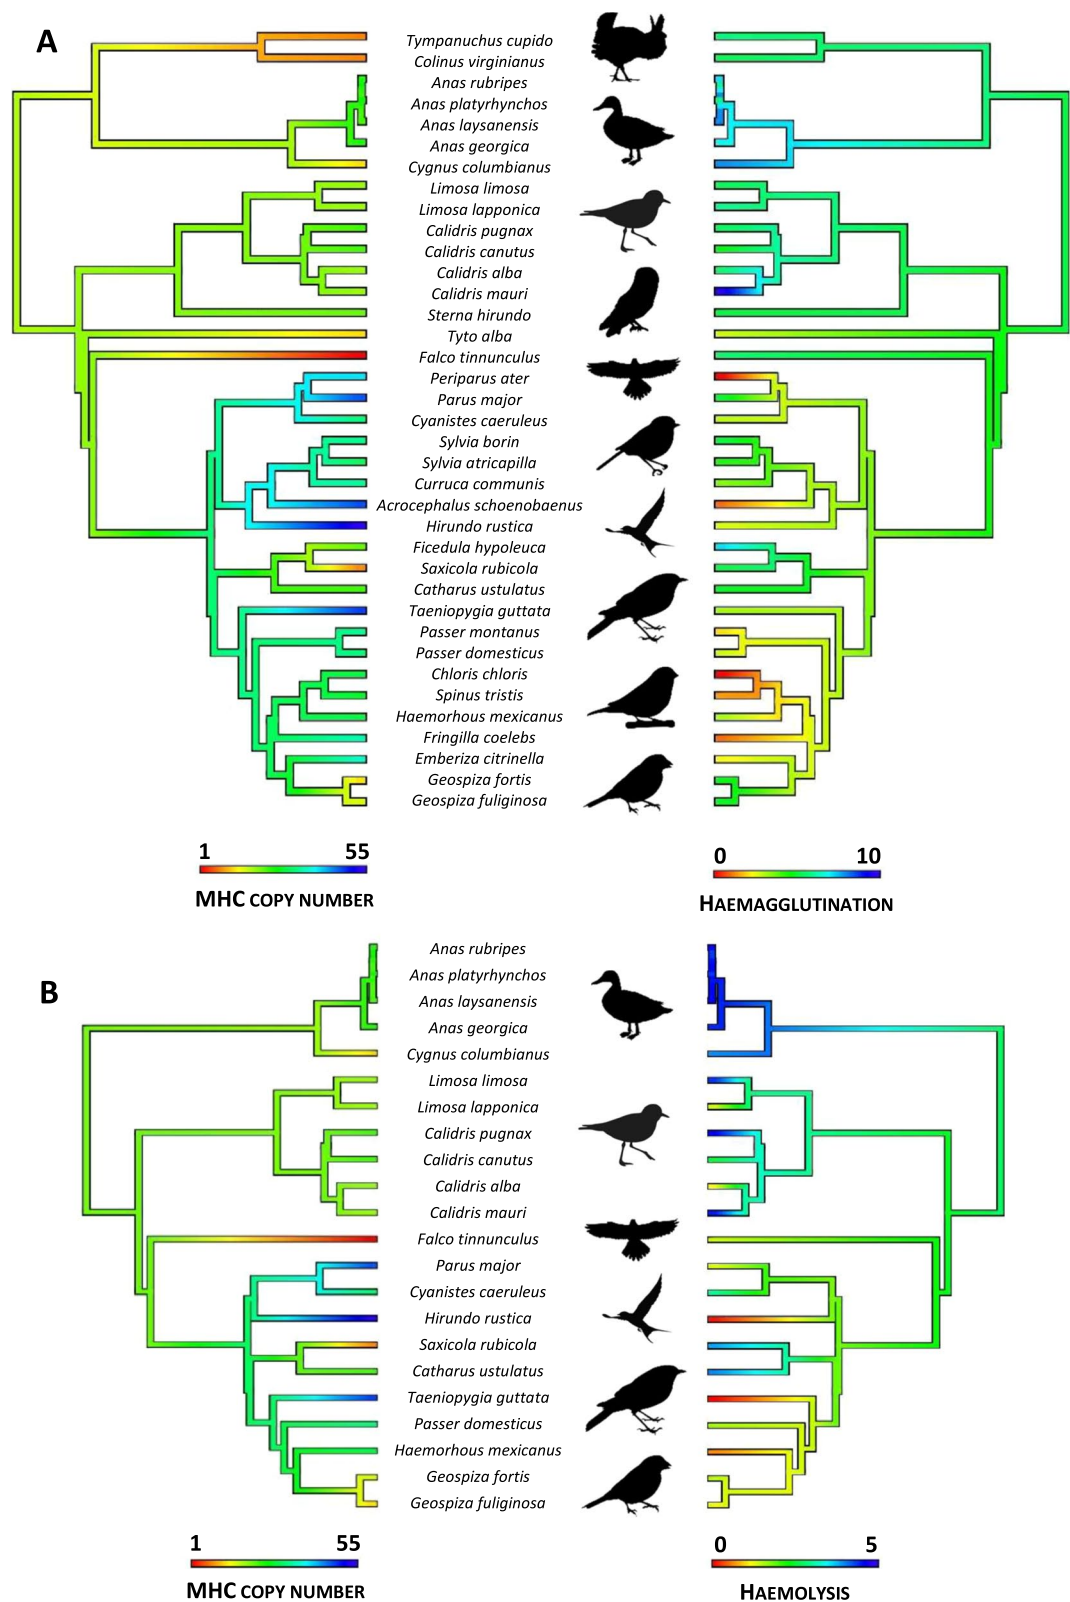 A
Tympanuchus cupido
Colinus virginianus
Anas rubripes
Anas platyrhynchos
Anas laysanensis
Anas georgica
Cygnus columbianus
Limosa limosa
Limosa lapponica
Calidris pugnax
Calidris canutus
Calidris alba
Calidris mauri
Sterna hirundo
Tyto alba
Falco tinnunculus
Periparus ater
Parus major
Cyanistes caeruleus
Sylvia borin
Sylvia atricapilla
Curruca communis
Acrocephalus schoenobaenus
Hirundo rustica
Ficedula hypoleuca
Saxicola rubicola
Catharus ustulatus
Taeniopygia guttata
Passer montanus
Passer domesticus
Chloris chloris
Spinus tristis
Haemorhous mexicanus
Fringilla coelebs
Emberiza citrinella
Geospiza fortis
Geospiza fuliginosa
1 55
MHC COPY NUMBER
0 10
HAEMAGGLUTINATION
B
Anas rubripes
Anas platyrhynchos
Anas laysanensis
Anas georgica
Cygnus columbianus
Limosa limosa
Limosa lapponica
Calidris pugnax
Calidris canutus
Calidris alba
Calidris mauri
Falco tinnunculus
Parus major
Cyanistes caeruleus
Hirundo rustica
Saxicola rubicola
Catharus ustulatus
Taeniopygia guttata
Passer domesticus
Haemorhous mexicanus
Geospiza fortis
Geospiza fuliginosa
1 55
MHC COPY NUMBER
0 5
HAEMOLYSIS